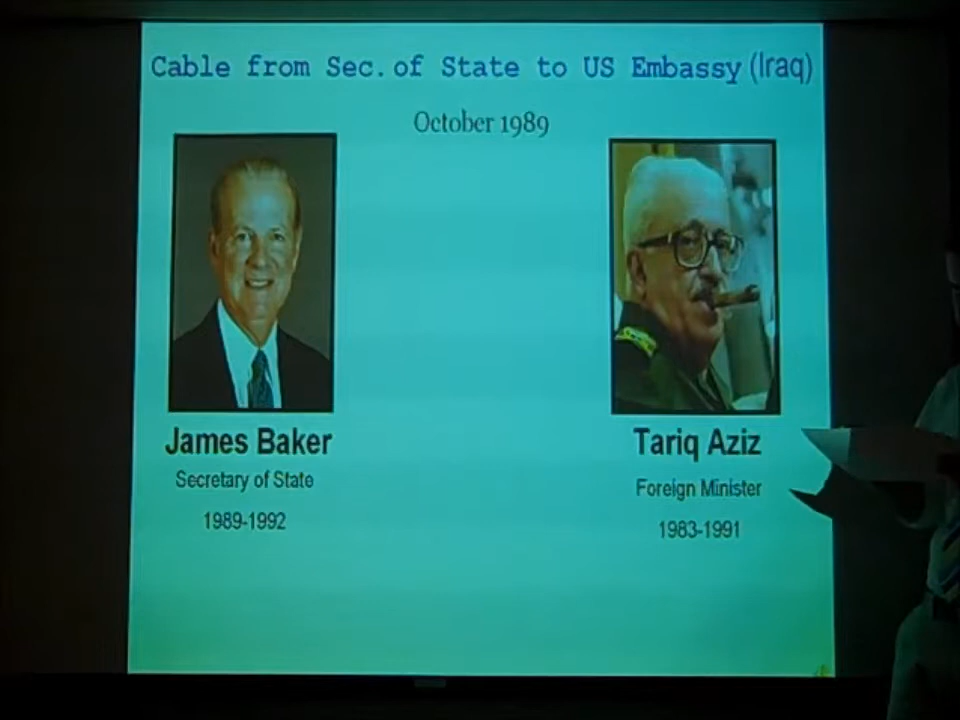 Cable from Sec. of State to US Embassy (Iraq)
October 1989
James Baker
Secretary of State
1989-1992
Tariq Aziz
Foreign Minister
1983-1991